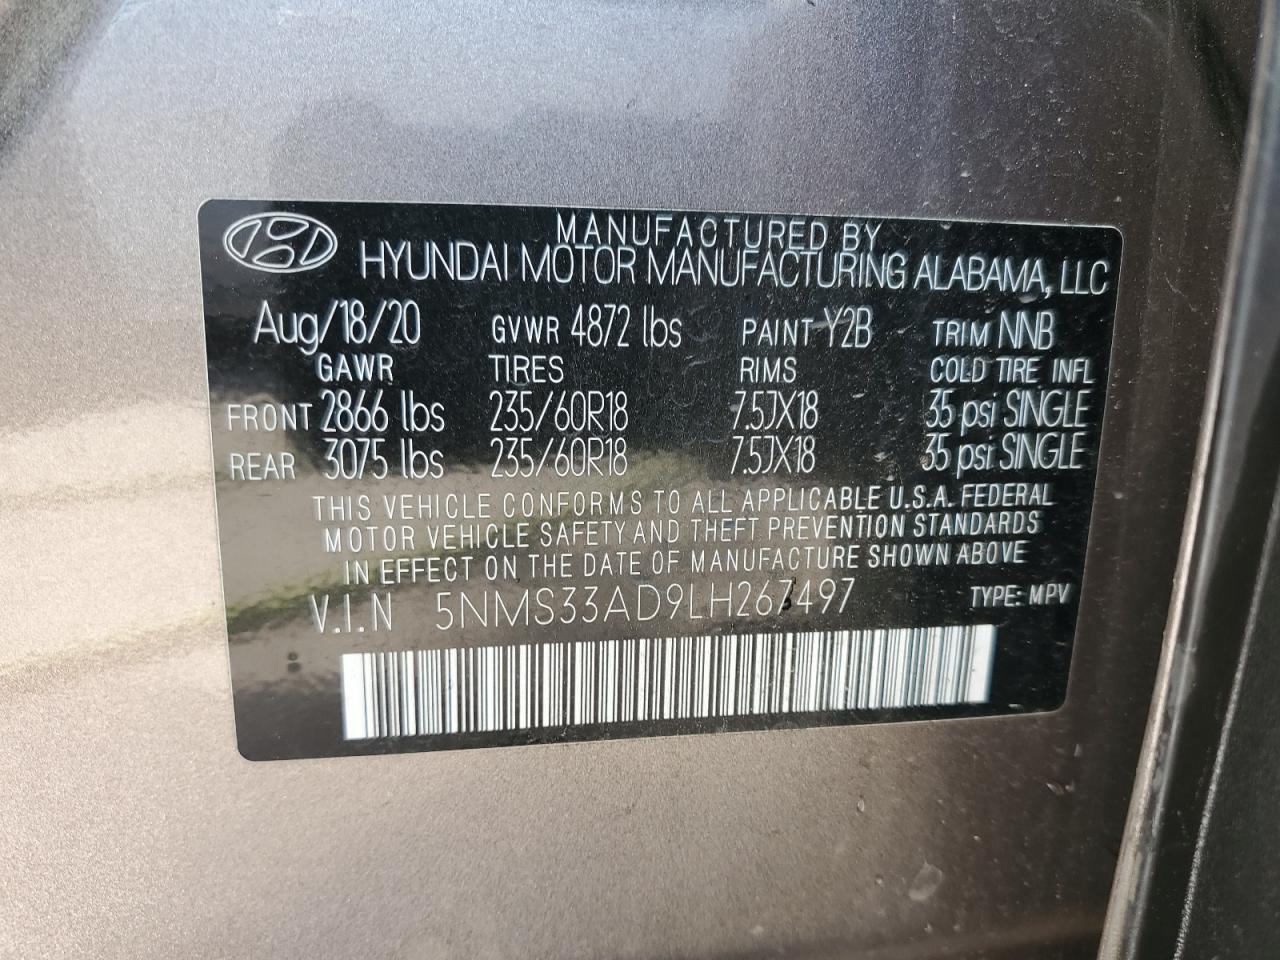 MANUFACTURED BY
HYUNDAI MOTOR MANUFACTURING ALABAMA, LLC
Aug/18/20 GVWR 4872 lbs PAINT Y2B TRIM NNB
GAWR TIRES RIMS COLD TIRE INFL
FRONT 2866 lbs 235/60R18 7.5JX18 35 psi SINGLE
REAR 3075 lbs 235/60R18 7.5JX18 35 psi SINGLE
THIS VEHICLE CONFORMS TO ALL APPLICABLE U.S.A. FEDERAL
MOTOR VEHICLE SAFETY AND THEFT PREVENTION STANDARDS
IN EFFECT ON THE DATE OF MANUFACTURE SHOWN ABOVE
V.I.N 5NMS33AD9LH267497 TYPE: MPV